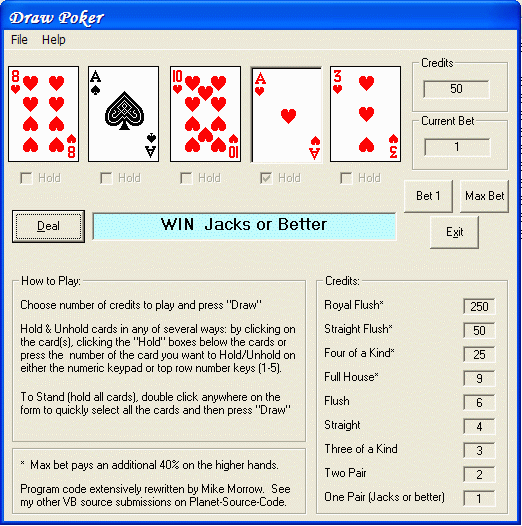 Draw Poker
File Help
8 A 10 A 3
8 A 10 A 3
Hold Hold Hold Hold Hold
Credits
50
Current Bet
1
Bet 1 Max Bet
Deal
WIN Jacks or Better
Exit
How to Play:
Choose number of credits to play and press "Draw"
Hold & Unhold cards in any of several ways: by clicking on
the card(s), clicking the "Hold" boxes below the cards or
press the number of the card you want to Hold/Unhold on
either the numeric keypad or top row number keys (1-5).
To Stand (hold all cards), double click anywhere on the
form to quickly select all the cards and then press "Draw"
* Max bet pays an additional 40% on the higher hands.
Program code extensively rewritten by Mike Morrow. See
my other VB source submissions on Planet-Source-Code.
Credits:
Royal Flush* 250
Straight Flush* 50
Four of a Kind* 25
Full House* 9
Flush 6
Straight 4
Three of a Kind 3
Two Pair 2
One Pair (Jacks or better) 1